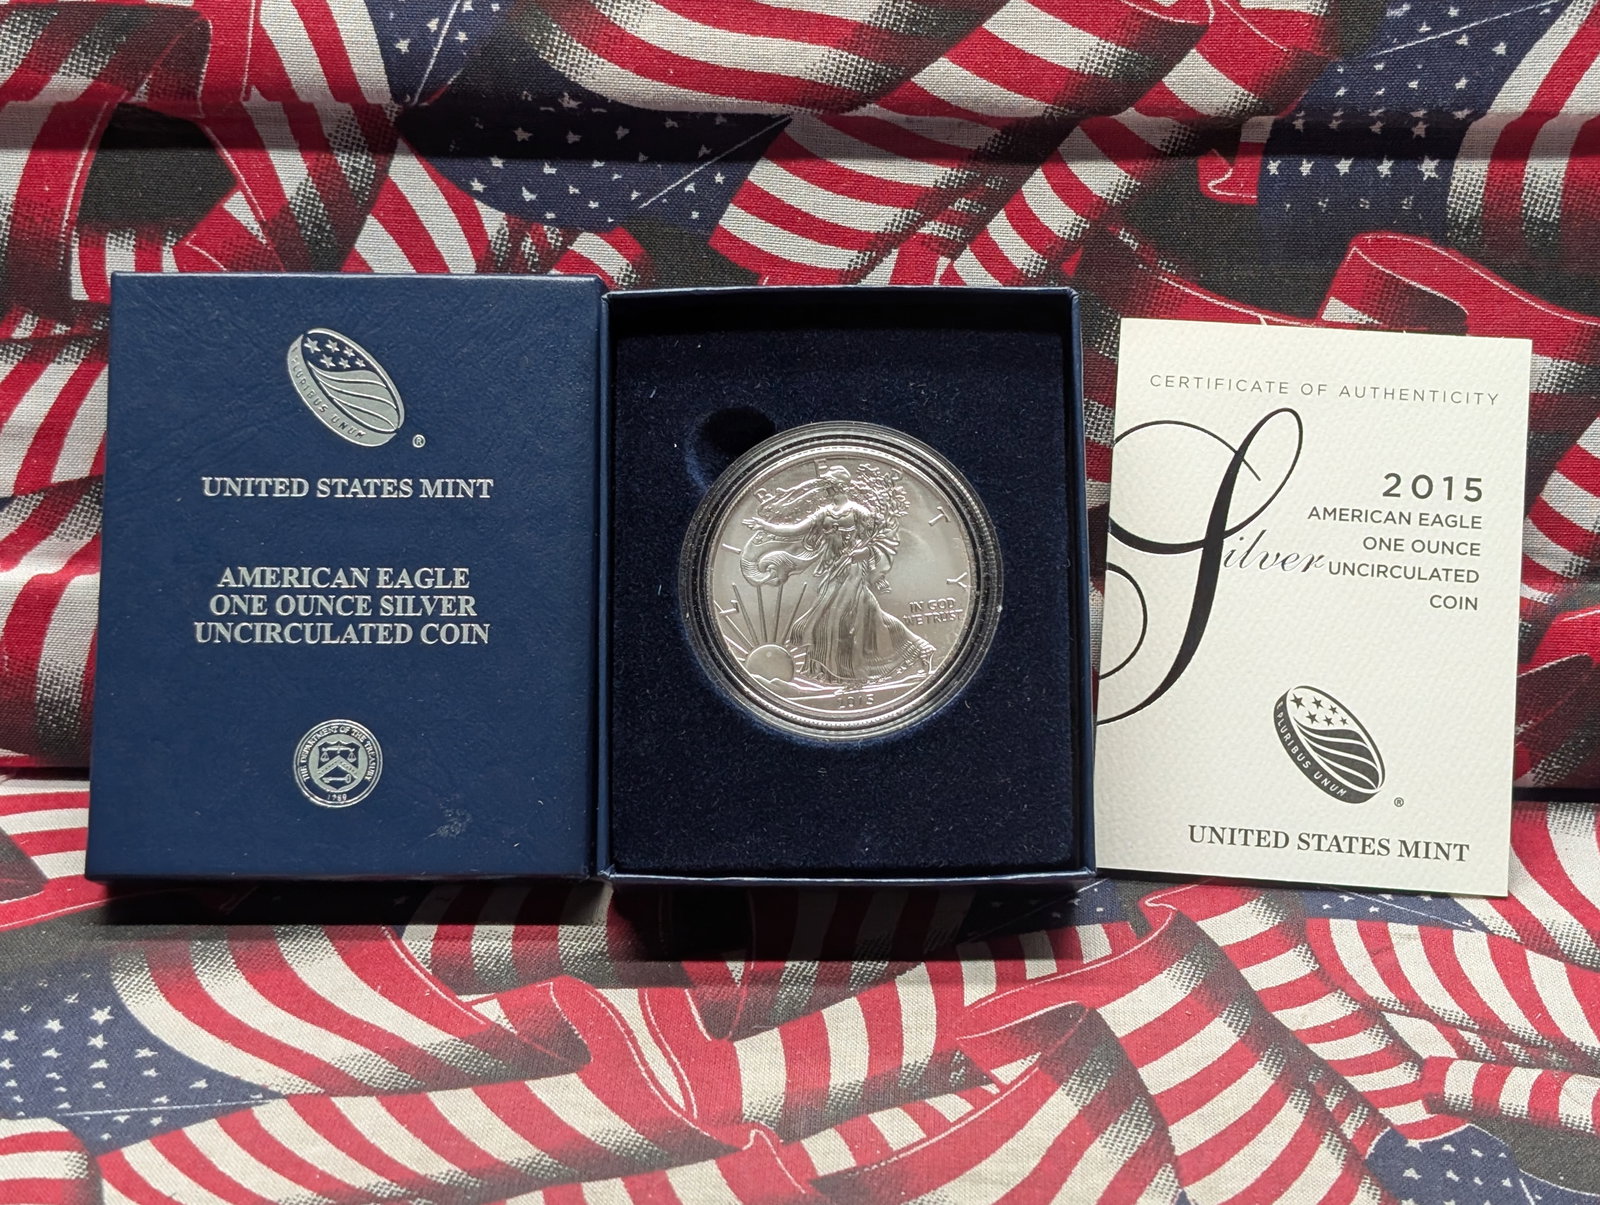 PLURIBUS UNUM
®
UNITED STATES MINT
AMERICAN EAGLE
ONE OUNCE SILVER
UNCIRCULATED COIN
THE DEPARTMENT OF THE TREASURY
1789
LIBERTY
IN GOD
WE TRUST
2015
CERTIFICATE OF AUTHENTICITY
Silver
2015
AMERICAN EAGLE
ONE OUNCE
UNCIRCULATED
COIN
E PLURIBUS UNUM
®
UNITED STATES MINT